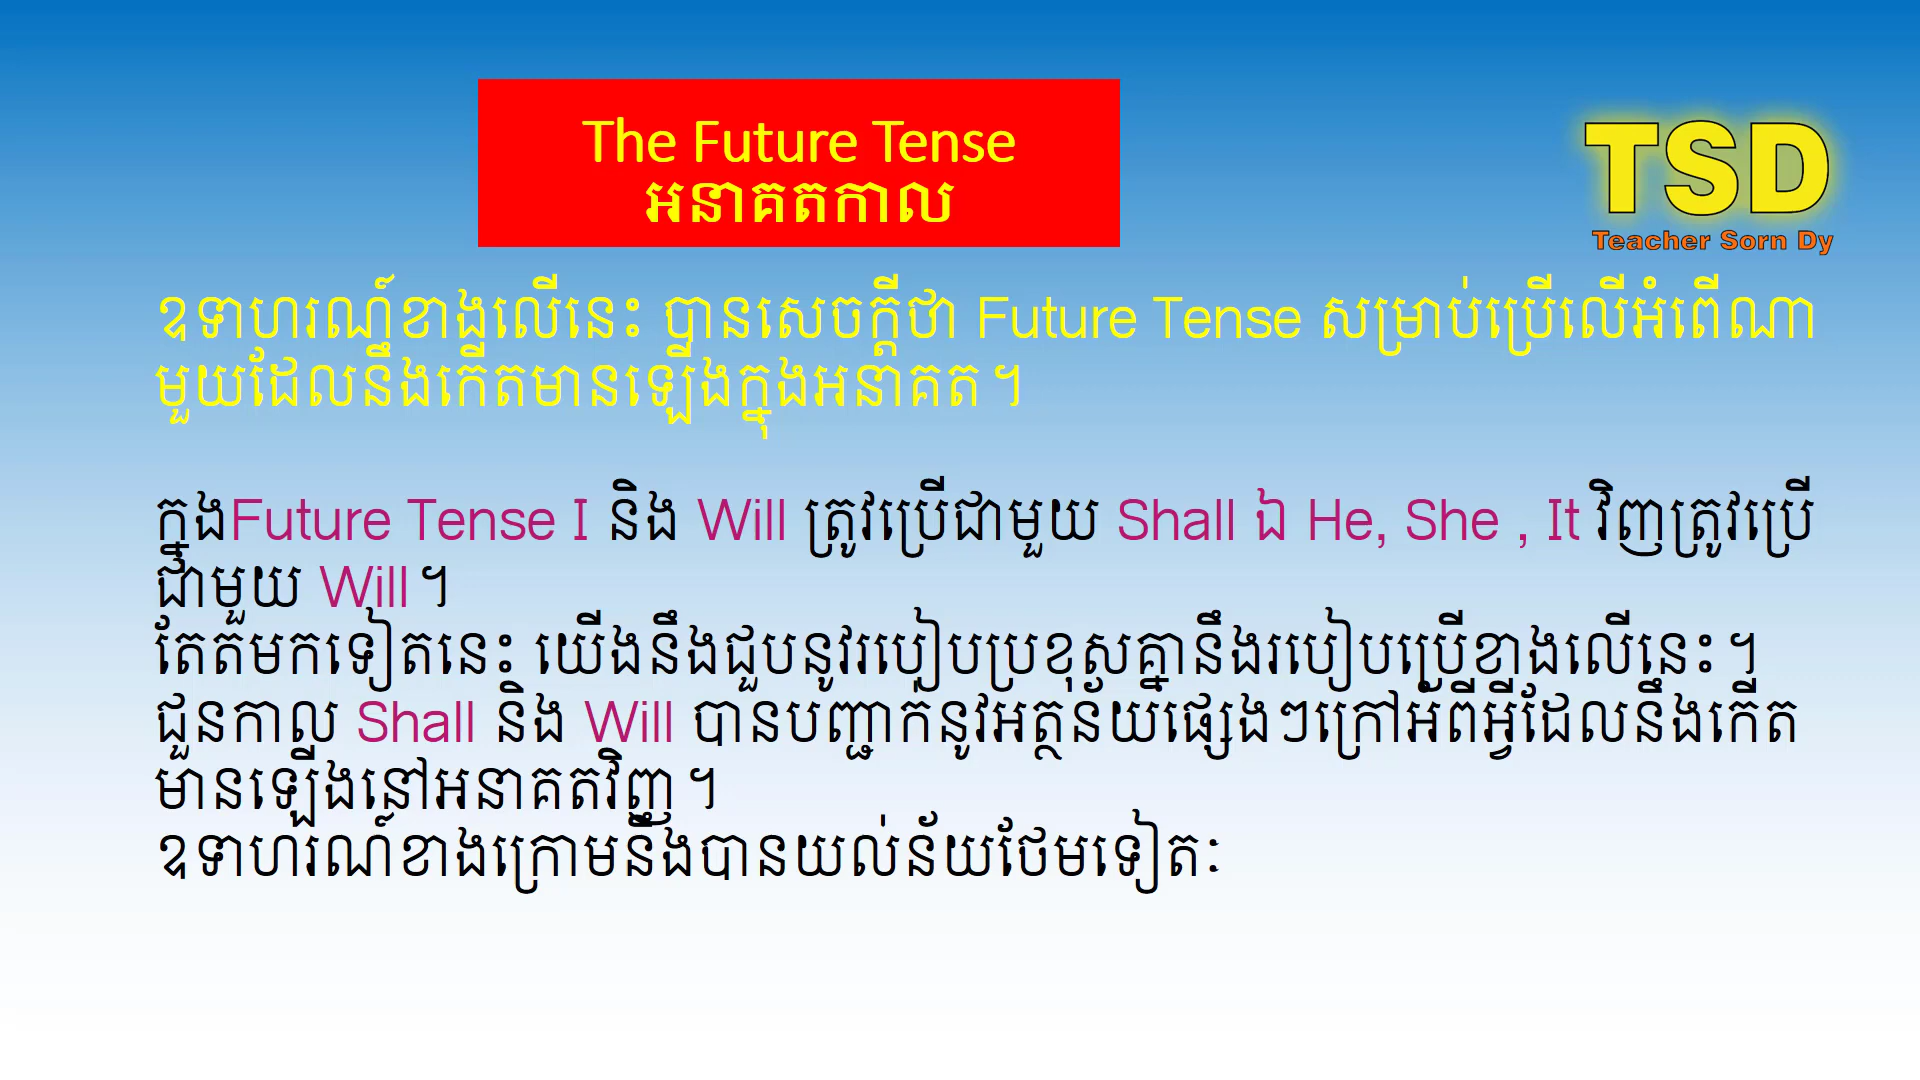 The Future Tense
អនាគតកាល
TSD
Teacher Sorn Dy
ឧទាហរណ៍ខាងលើនេះ បានសេចក្ដីថា Future Tense សម្រាប់ប្រើលើអំពើណា
មួយដែលនឹងកើតមានឡើងក្នុងអនាគត។
ក្នុងFuture Tense I និង Will ត្រូវប្រើជាមួយ Shall ឯ He, She , It វិញត្រូវប្រើ
ជាមួយ Will។
តែតមកទៀតនេះ យើងនឹងជួបនូវរបៀបប្រខុសគ្នានឹងរបៀបប្រើខាងលើនេះ។
ជួនកាល Shall និង Will បានបញ្ជាក់នូវអត្ថន័យផ្សេងៗក្រៅអំពីអ្វីដែលនឹងកើត
មានឡើងនៅអនាគតវិញ។
ឧទាហរណ៍ខាងក្រោមនឹងបានយល់ន័យថែមទៀតៈ